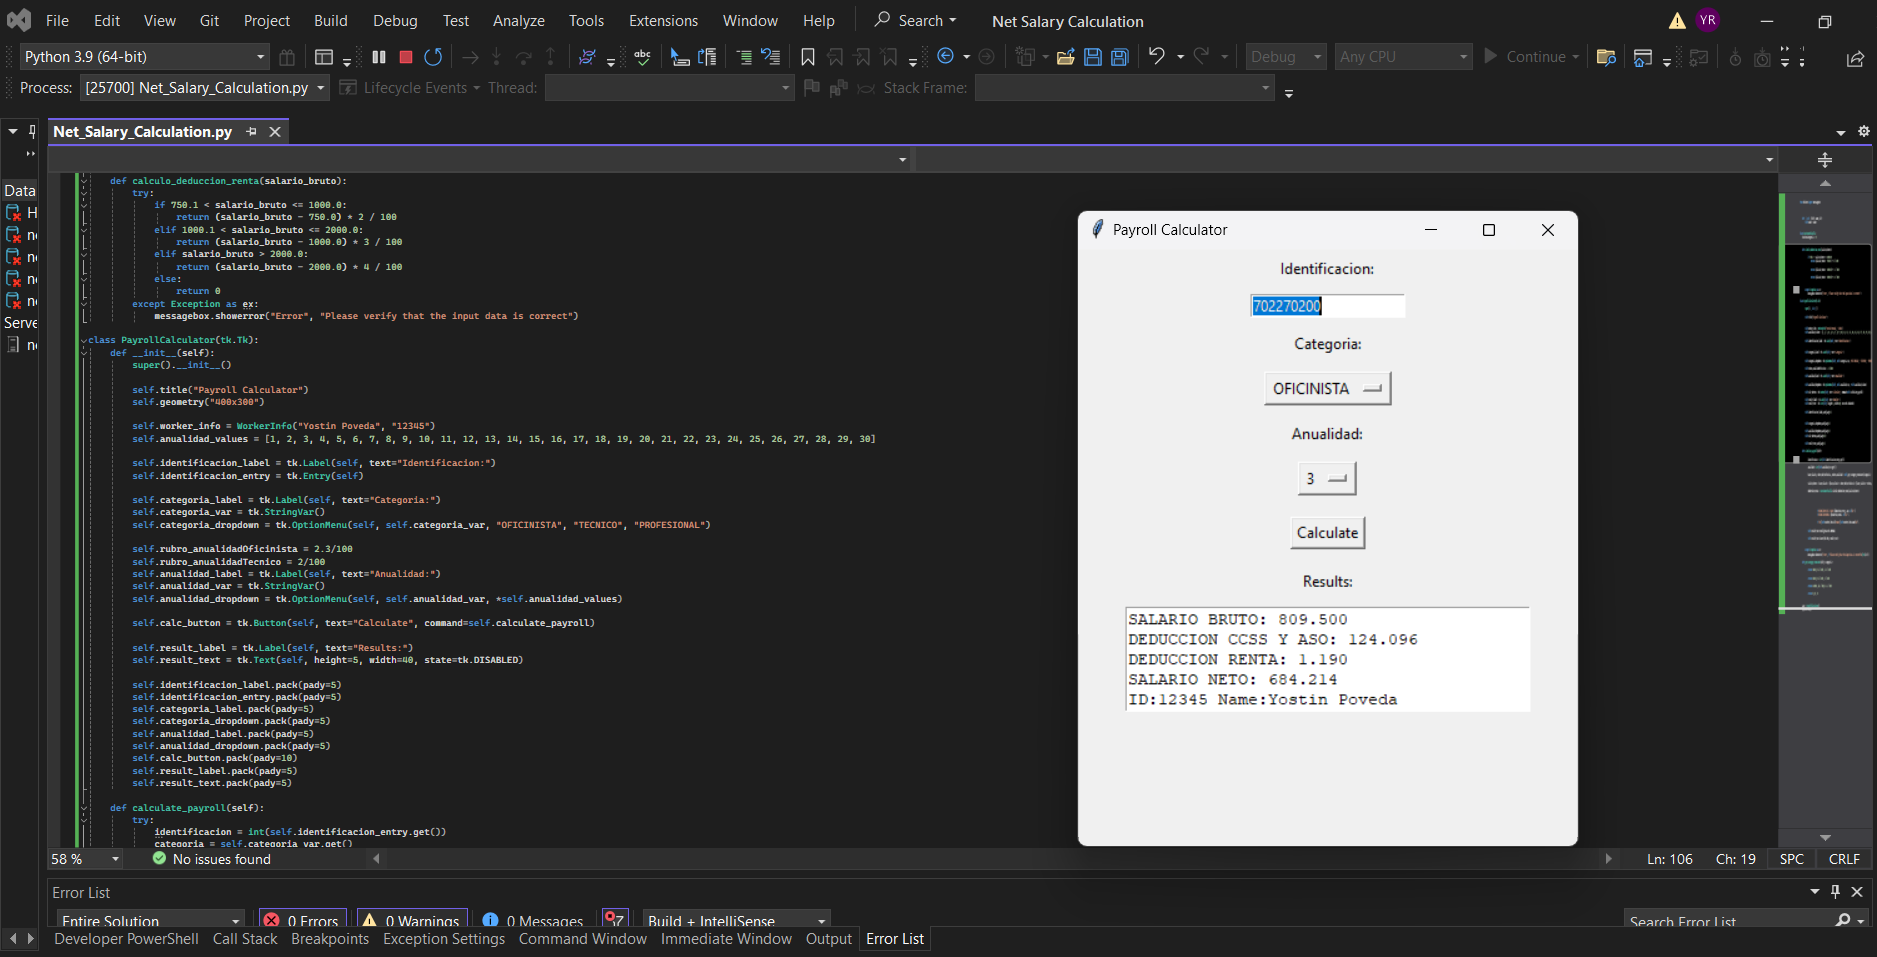 File Edit View Git Project Build Debug Test Analyze Tools Extensions Window Help Search Net Salary Calculation YR
Python 3.9 (64-bit) Debug Any CPU Continue
Process: [25700] Net_Salary_Calculation.py Lifecycle Events Thread: Stack Frame:
Net_Salary_Calculation.py
Data
H
Serve
def calculo_deduccion_renta(salario_bruto):
try:
if 750.1 < salario_bruto <= 1000.0:
return (salario_bruto - 750.0) * 2 / 100
elif 1000.1 < salario_bruto <= 2000.0:
return (salario_bruto - 1000.0) * 3 / 100
elif salario_bruto > 2000.0:
return (salario_bruto - 2000.0) * 4 / 100
else:
return 0
except Exception as ex:
messagebox.showerror("Error", "Please verify that the input data is correct")
class PayrollCalculator(tk.Tk):
def __init__(self):
super().__init__()
self.title("Payroll Calculator")
self.geometry("400x300")
self.worker_info = WorkerInfo("Yostin Poveda", "12345")
self.anualidad_values = [1, 2, 3, 4, 5, 6, 7, 8, 9, 10, 11, 12, 13, 14, 15, 16, 17, 18, 19, 20, 21, 22, 23, 24, 25, 26, 27, 28, 29, 30]
self.identificacion_label = tk.Label(self, text="Identificacion:")
self.identificacion_entry = tk.Entry(self)
self.categoria_label = tk.Label(self, text="Categoria:")
self.categoria_var = tk.StringVar()
self.categoria_dropdown = tk.OptionMenu(self, self.categoria_var, "OFICINISTA", "TECNICO", "PROFESIONAL")
self.rubro_anualidadOficinista = 2.3/100
self.rubro_anualidadTecnico = 2/100
self.anualidad_label = tk.Label(self, text="Anualidad:")
self.anualidad_var = tk.StringVar()
self.anualidad_dropdown = tk.OptionMenu(self, self.anualidad_var, *self.anualidad_values)
self.calc_button = tk.Button(self, text="Calculate", command=self.calculate_payroll)
self.result_label = tk.Label(self, text="Results:")
self.result_text = tk.Text(self, height=5, width=40, state=tk.DISABLED)
self.identificacion_label.pack(pady=5)
self.identificacion_entry.pack(pady=5)
self.categoria_label.pack(pady=5)
self.categoria_dropdown.pack(pady=5)
self.anualidad_label.pack(pady=5)
self.anualidad_dropdown.pack(pady=5)
self.calc_button.pack(pady=10)
self.result_label.pack(pady=5)
self.result_text.pack(pady=5)
def calculate_payroll(self):
try:
identificacion = int(self.identificacion_entry.get())
categoria = self.categoria_var.get()
Payroll Calculator
Identificacion:
702270200
Categoria:
OFICINISTA
Anualidad:
3
Calculate
Results:
SALARIO BRUTO: 809.500
DEDUCCION CCSS Y ASO: 124.096
DEDUCCION RENTA: 1.190
SALARIO NETO: 684.214
ID:12345 Name:Yostin Poveda
58 % No issues found Ln: 106 Ch: 19 SPC CRLF
Error List
Entire Solution 0 Errors 0 Warnings 0 Messages Build + IntelliSense Search Error List
Developer PowerShell Call Stack Breakpoints Exception Settings Command Window Immediate Window Output Error List